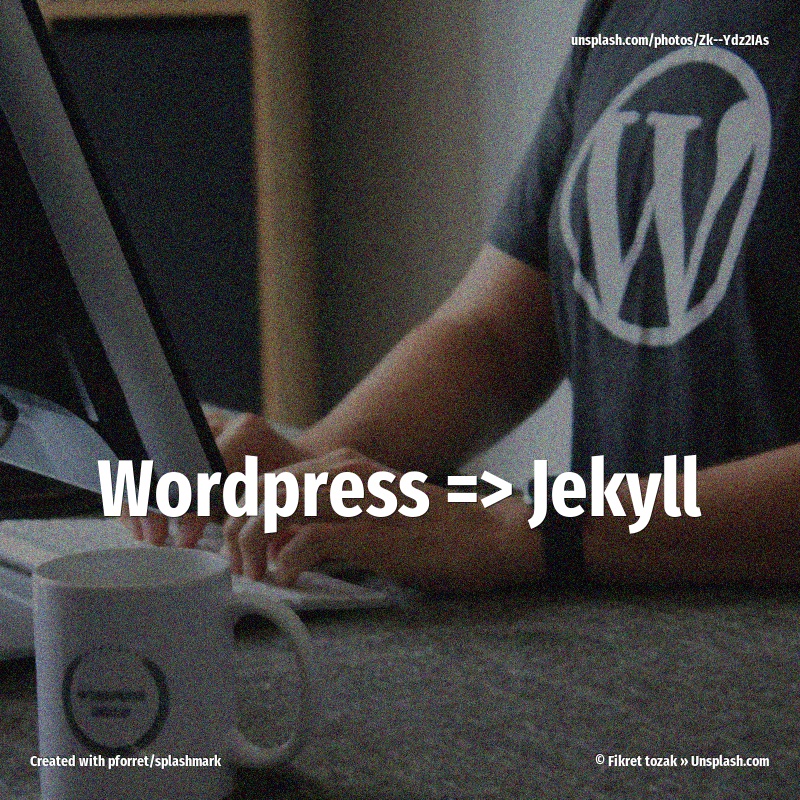 unsplash.com/photos/Zk--Ydz2IAs
W
Wordpress => Jekyll
Created with pforret/splashmark
© Fikret tozak » Unsplash.com